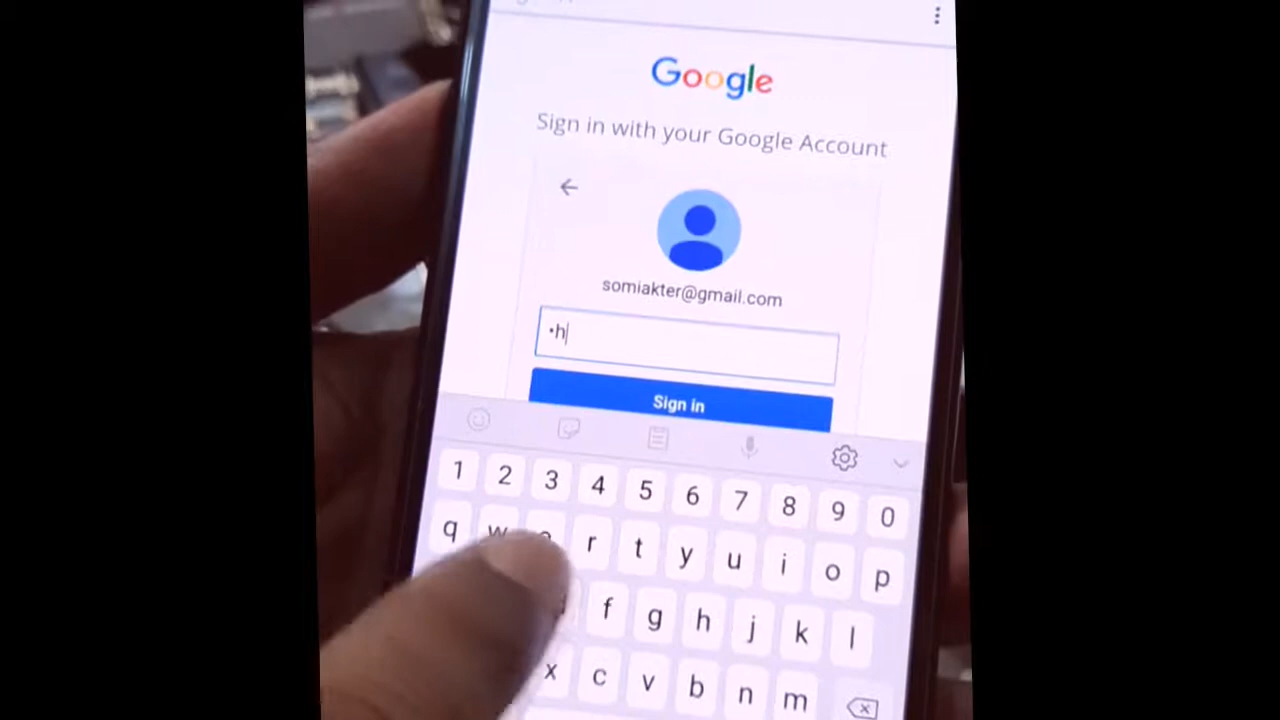 Google
Sign in with your Google Account
somiakter@gmail.com
•h
Sign in
1 2 3 4 5 6 7 8 9 0
q w e r t y u i o p
f g h j k l
x c v b n m